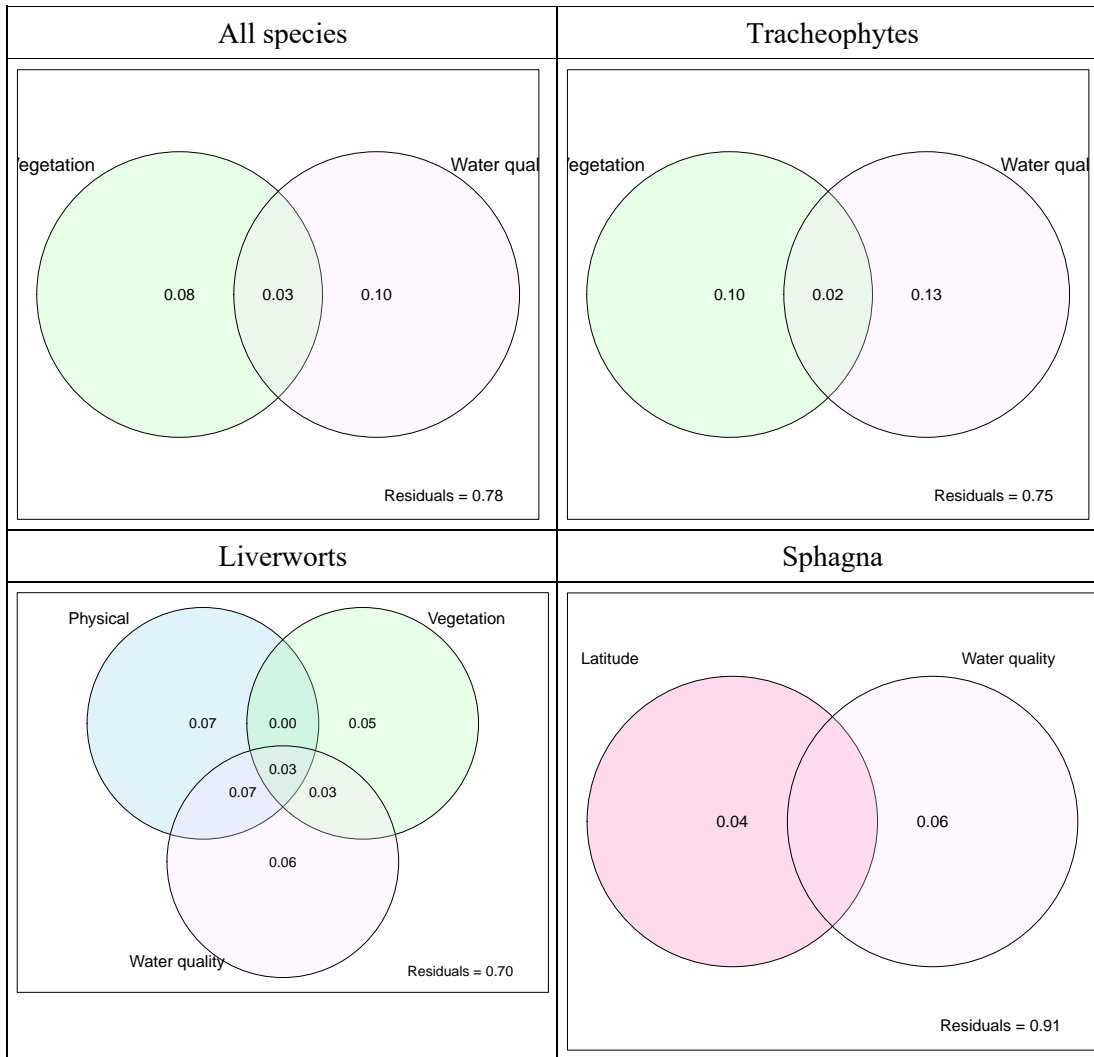 All species
Tracheophytes
egetation
Water qual
0.08
0.03
0.10
Residuals = 0.78
egetation
Water qual
0.10
0.02
0.13
Residuals = 0.75
Liverworts
Sphagna
Physical
Vegetation
0.07
0.00
0.05
0.03
0.07
0.03
0.06
Water quality
Residuals = 0.70
Latitude
Water quality
0.04
0.06
Residuals = 0.91